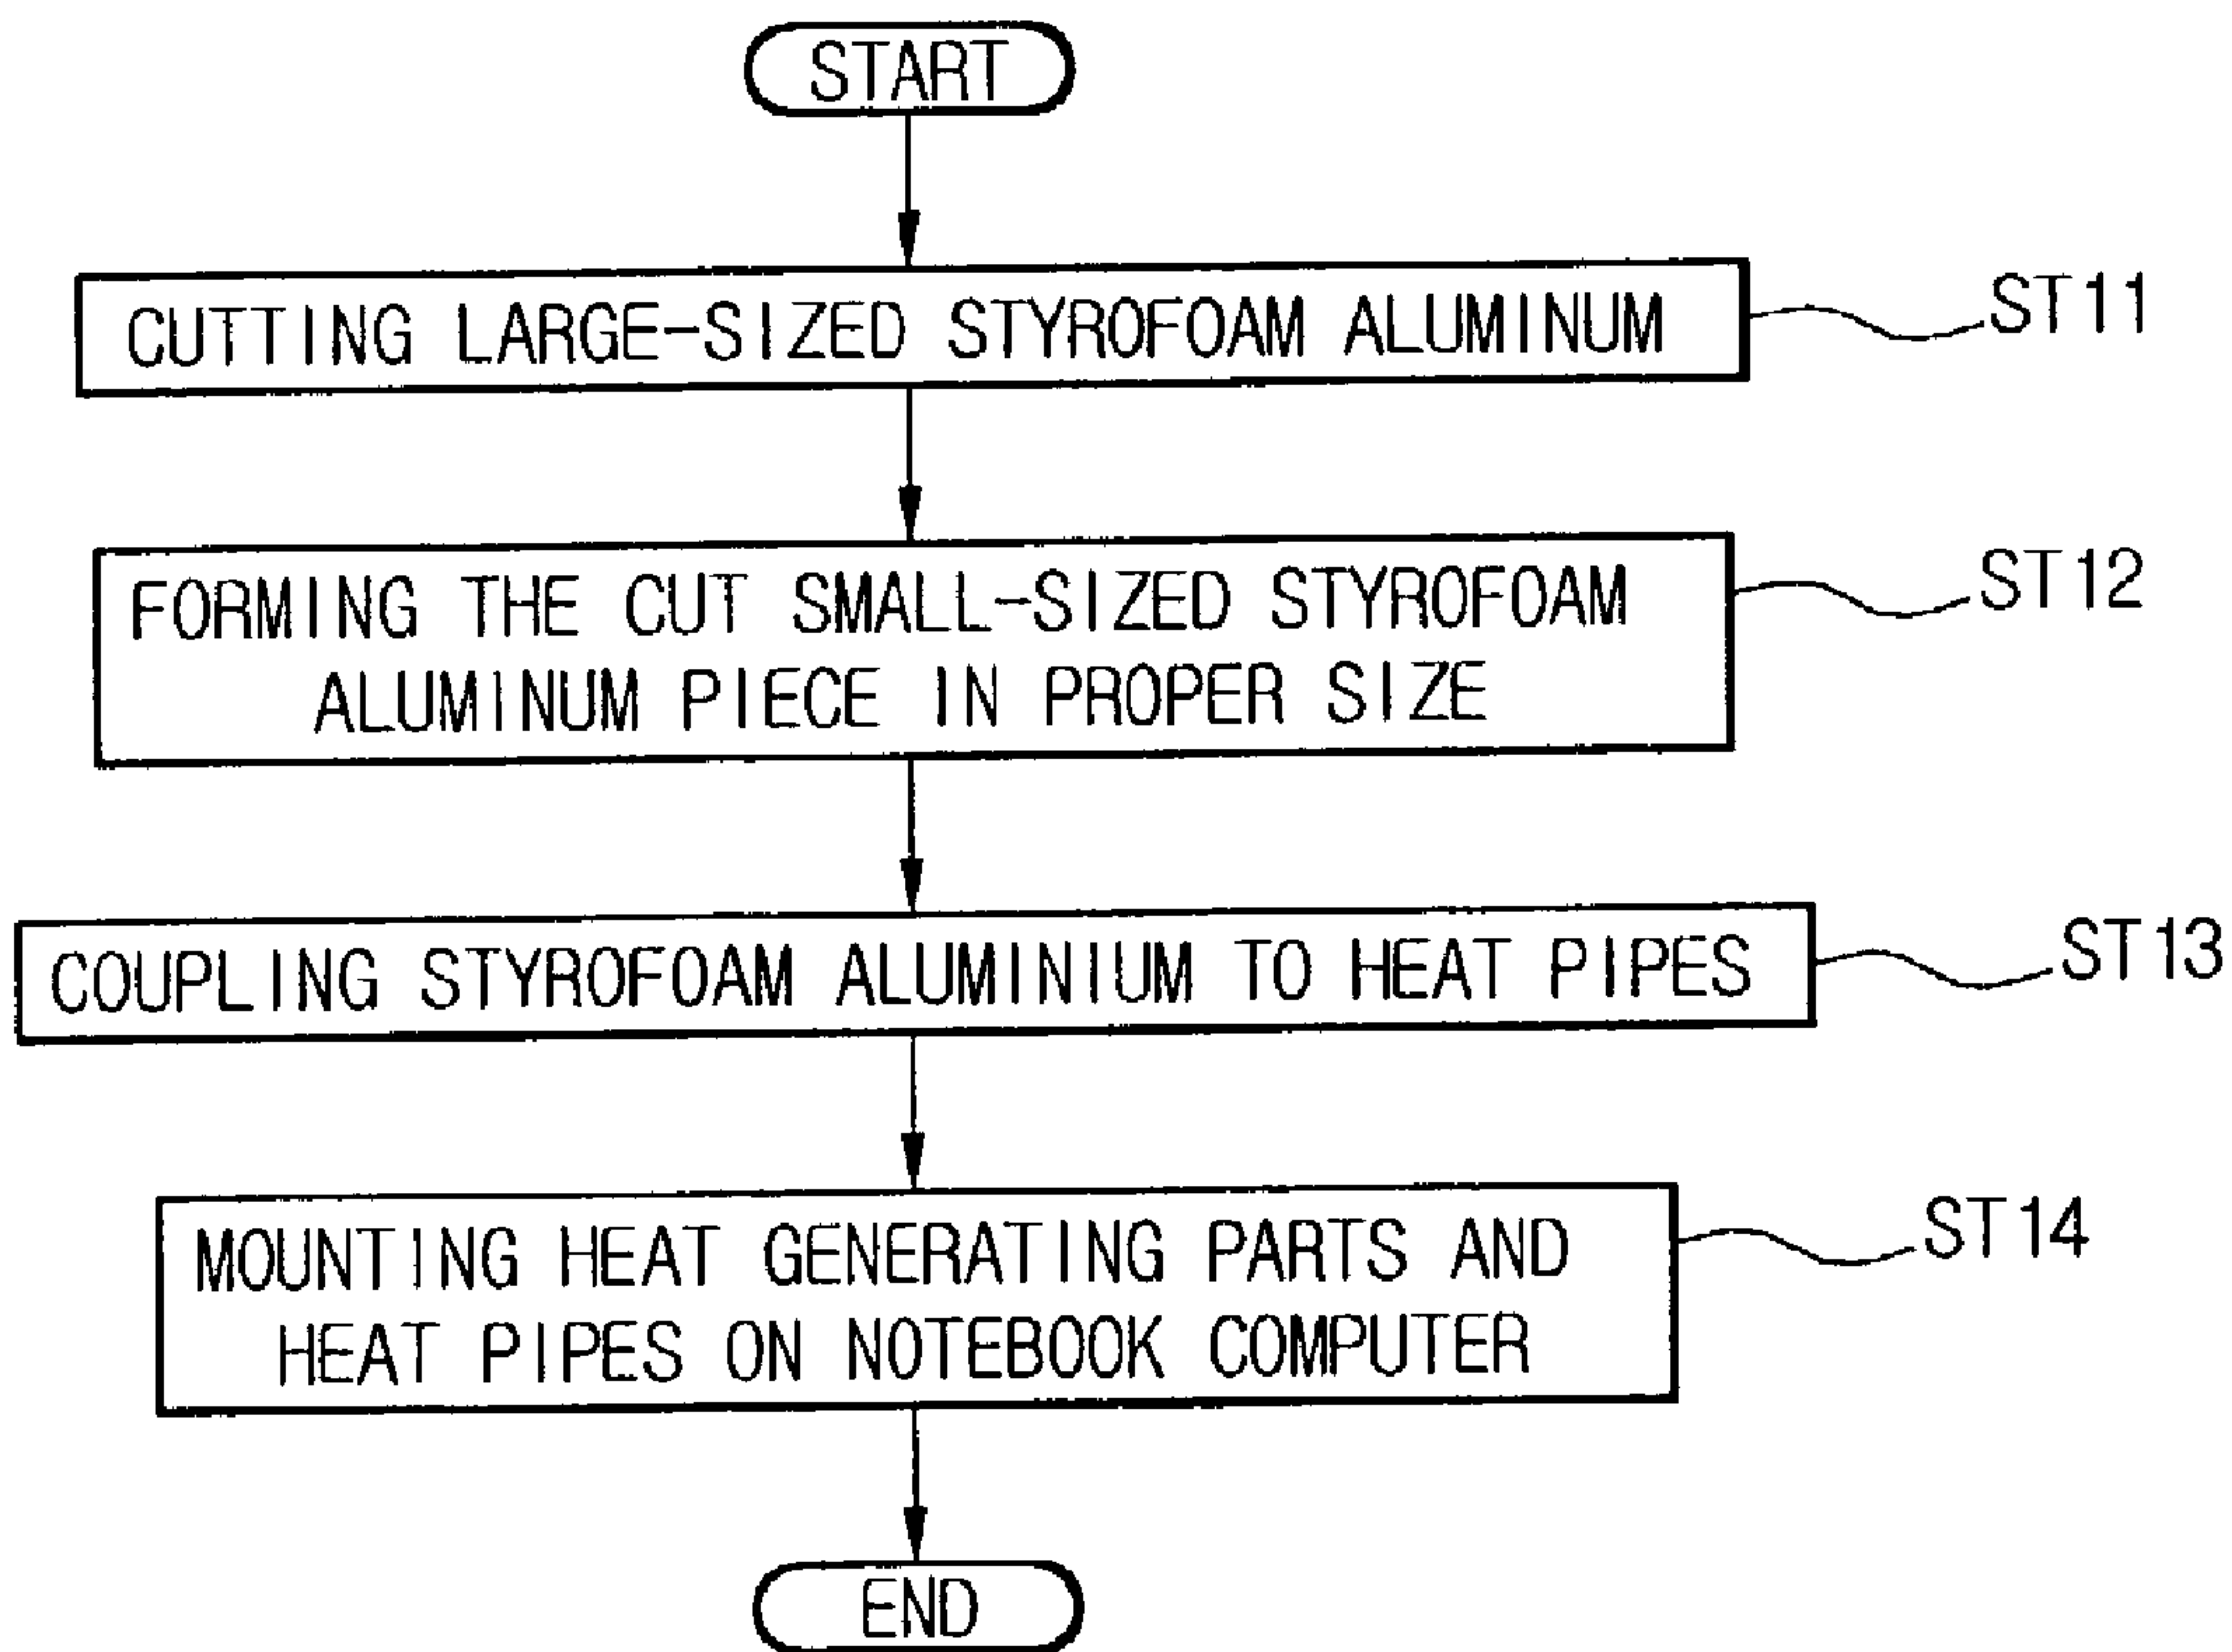 START
CUTTING LARGE-SIZED STYROFOAM ALUMINUM
ST11
FORMING THE CUT SMALL-SIZED STYROFOAM
ALUMINUM PIECE IN PROPER SIZE
ST12
COUPLING STYROFOAM ALUMINIUM TO HEAT PIPES
ST13
MOUNTING HEAT GENERATING PARTS AND
HEAT PIPES ON NOTEBOOK COMPUTER
ST14
END